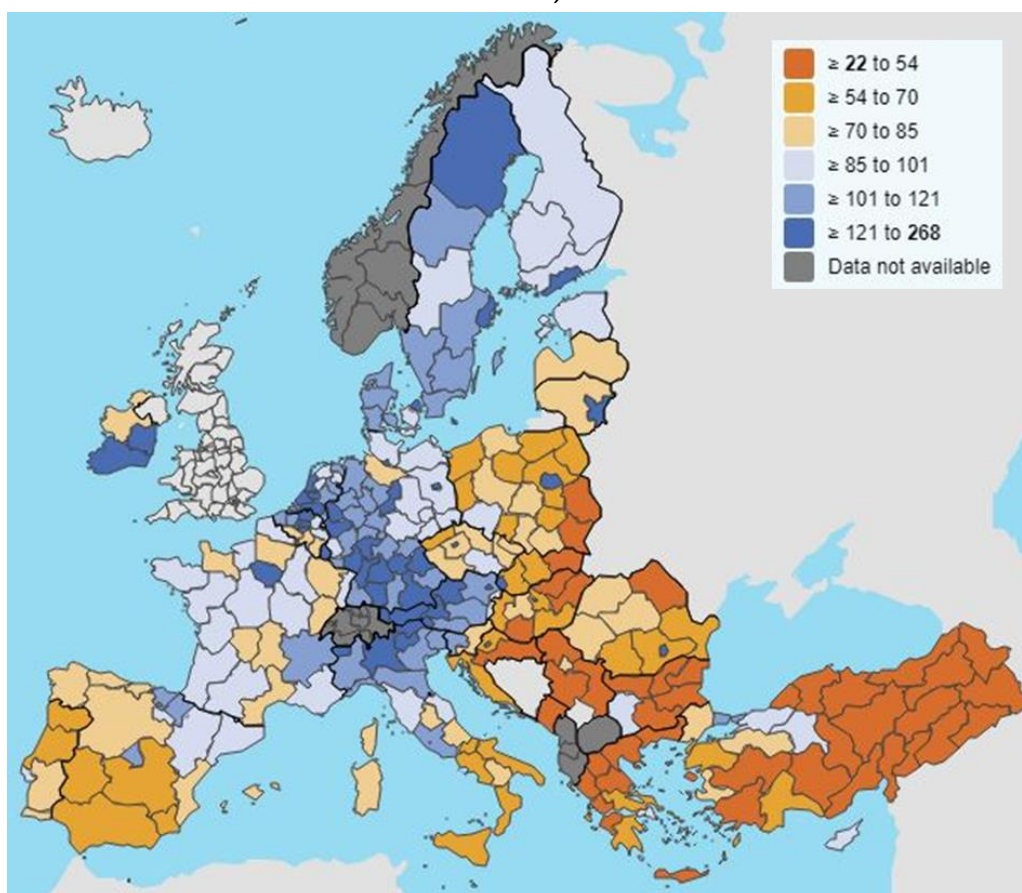 ≥ 22 to 54
≥ 54 to 70
≥ 70 to 85
≥ 85 to 101
≥ 101 to 121
≥ 121 to 268
Data not available